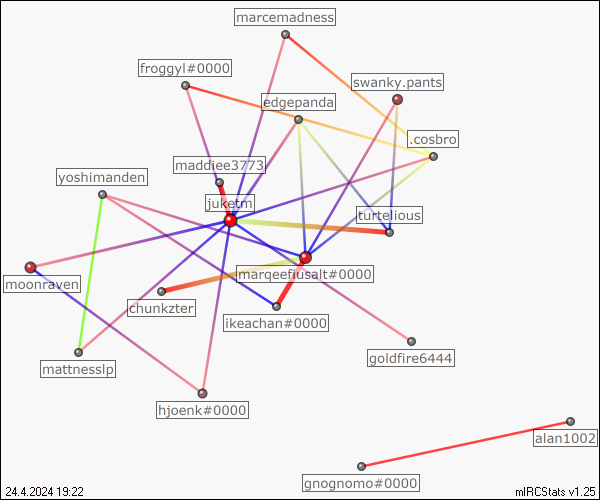 marcemadness
froggyl#0000
swanky.pants
edgepanda
.cosbro
maddiee3773
yoshimanden
juketm
turtelious
marqeefiusalt#0000
moonraven
chunkzter
ikeachan#0000
goldfire6444
mattnesslp
hjoenk#0000
alan1002
gnognomo#0000
24.4.2024 19:22
mIRCStats v1.25